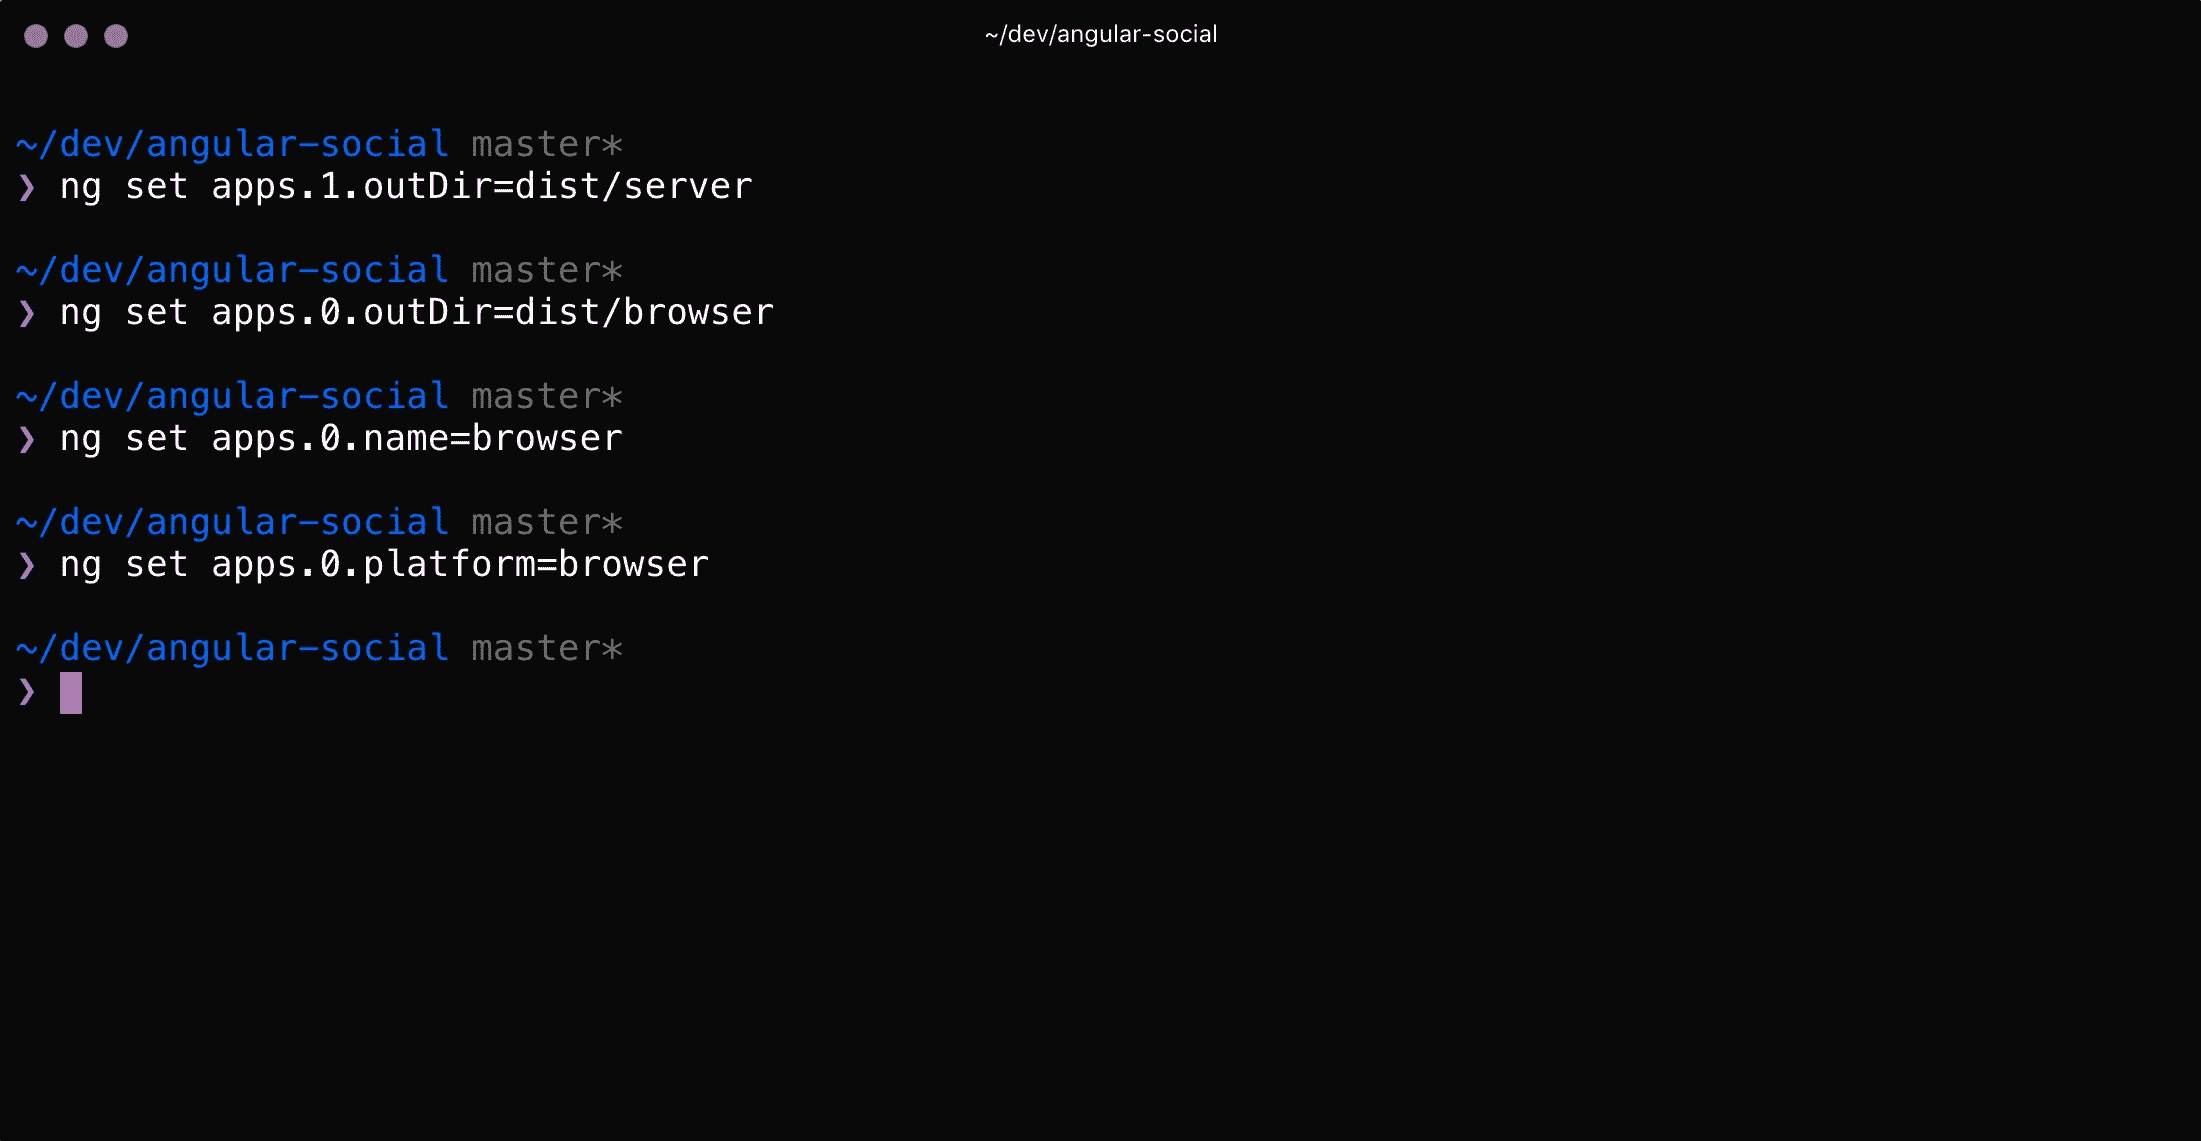 ~/dev/angular-social
~/dev/angular-social master*
❯ ng set apps.1.outDir=dist/server
~/dev/angular-social master*
❯ ng set apps.0.outDir=dist/browser
~/dev/angular-social master*
❯ ng set apps.0.name=browser
~/dev/angular-social master*
❯ ng set apps.0.platform=browser
~/dev/angular-social master*
❯